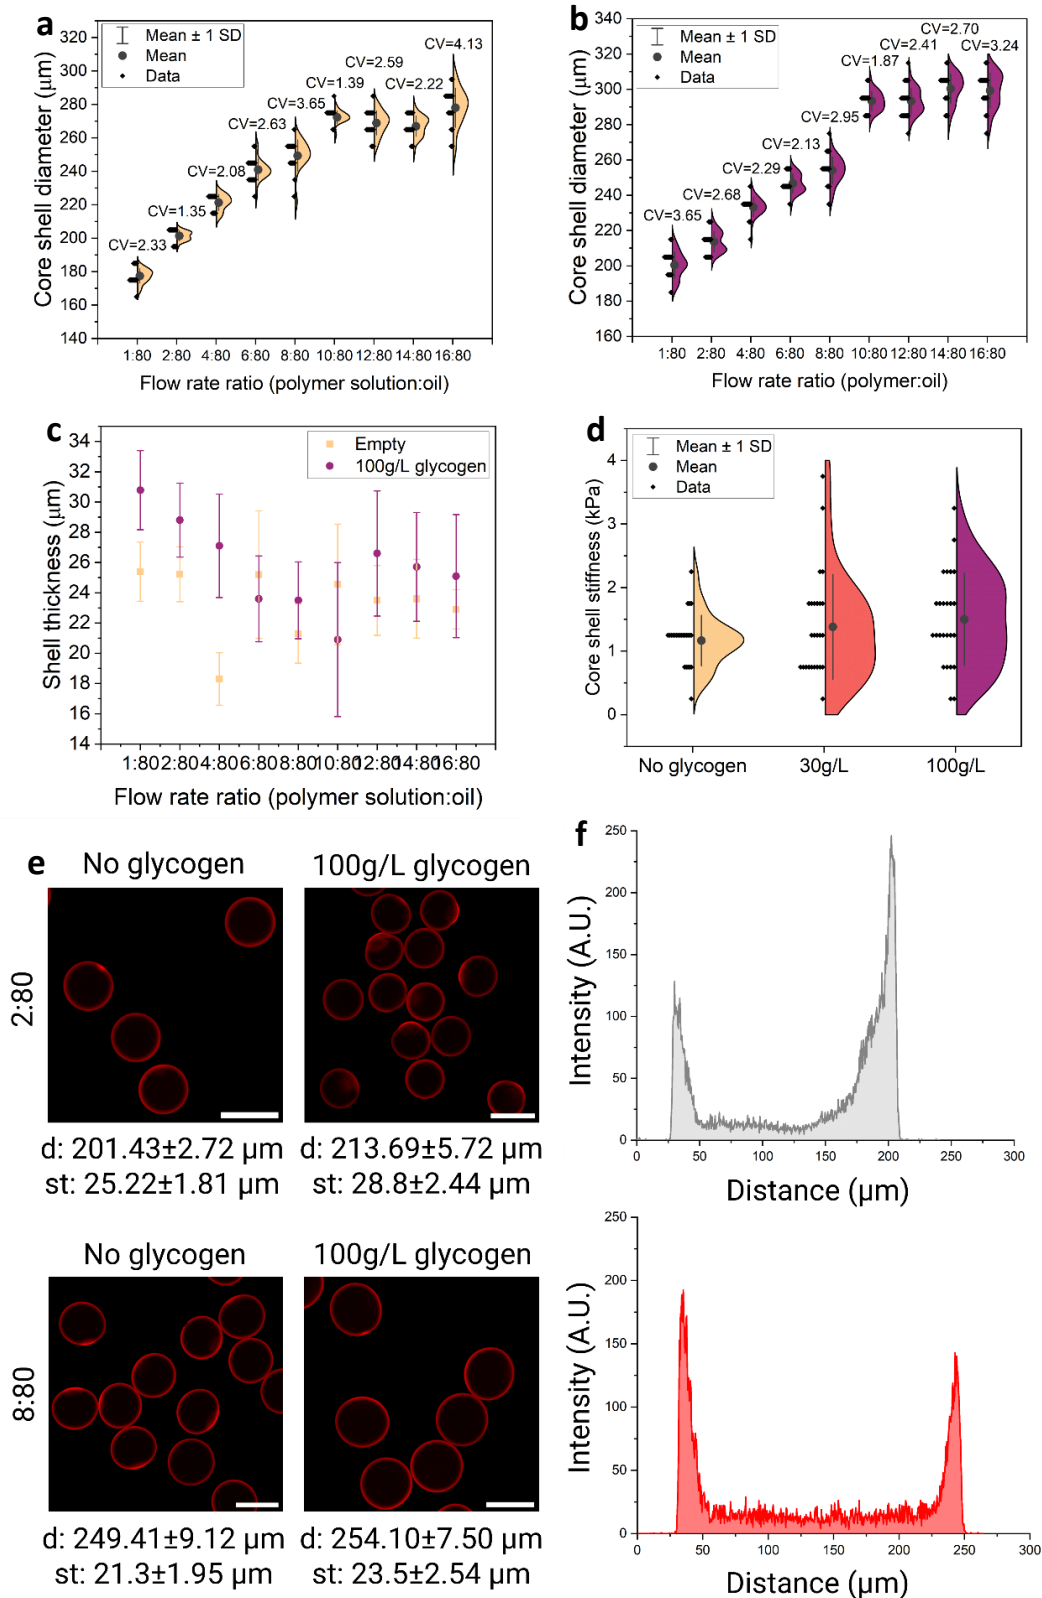 a
Mean ± 1 SD
Mean
Data
CV=2.33
CV=1.35
CV=2.08
CV=2.63
CV=3.65
CV=1.39
CV=2.59
CV=2.22
CV=4.13
Core shell diameter (μm)
320
300
280
260
240
220
200
180
160
140
1:80 2:80 4:80 6:80 8:80 10:80 12:80 14:80 16:80
Flow rate ratio (polymer solution:oil)
b
Mean ± 1 SD
Mean
Data
CV=3.65
CV=2.68
CV=2.29
CV=2.13
CV=2.95
CV=1.87
CV=2.41
CV=2.70
CV=3.24
Core shell diameter (μm)
340
320
300
280
260
240
220
200
180
160
1:80 2:80 4:80 6:80 8:80 10:80 12:80 14:80 16:80
Flow rate ratio (polymer:oil)
c
Empty
100g/L glycogen
Shell thickness (μm)
34
32
30
28
26
24
22
20
18
16
14
1:80 2:80 4:80 6:80 8:80 10:80 12:80 14:80 16:80
Flow rate ratio (polymer solution:oil)
d
Mean ± 1 SD
Mean
Data
Core shell stiffness (kPa)
4
3
2
1
0
No glycogen 30g/L 100g/L
e
No glycogen 100g/L glycogen
2:80
d: 201.43±2.72 μm d: 213.69±5.72 μm
st: 25.22±1.81 μm st: 28.8±2.44 μm
No glycogen 100g/L glycogen
8:80
d: 249.41±9.12 μm d: 254.10±7.50 μm
st: 21.3±1.95 μm st: 23.5±2.54 μm
f
Intensity (A.U.)
250
200
150
100
50
0
0 50 100 150 200 250 300
Distance (μm)
Intensity (A.U.)
250
200
150
100
50
0
0 50 100 150 200 250 300
Distance (μm)